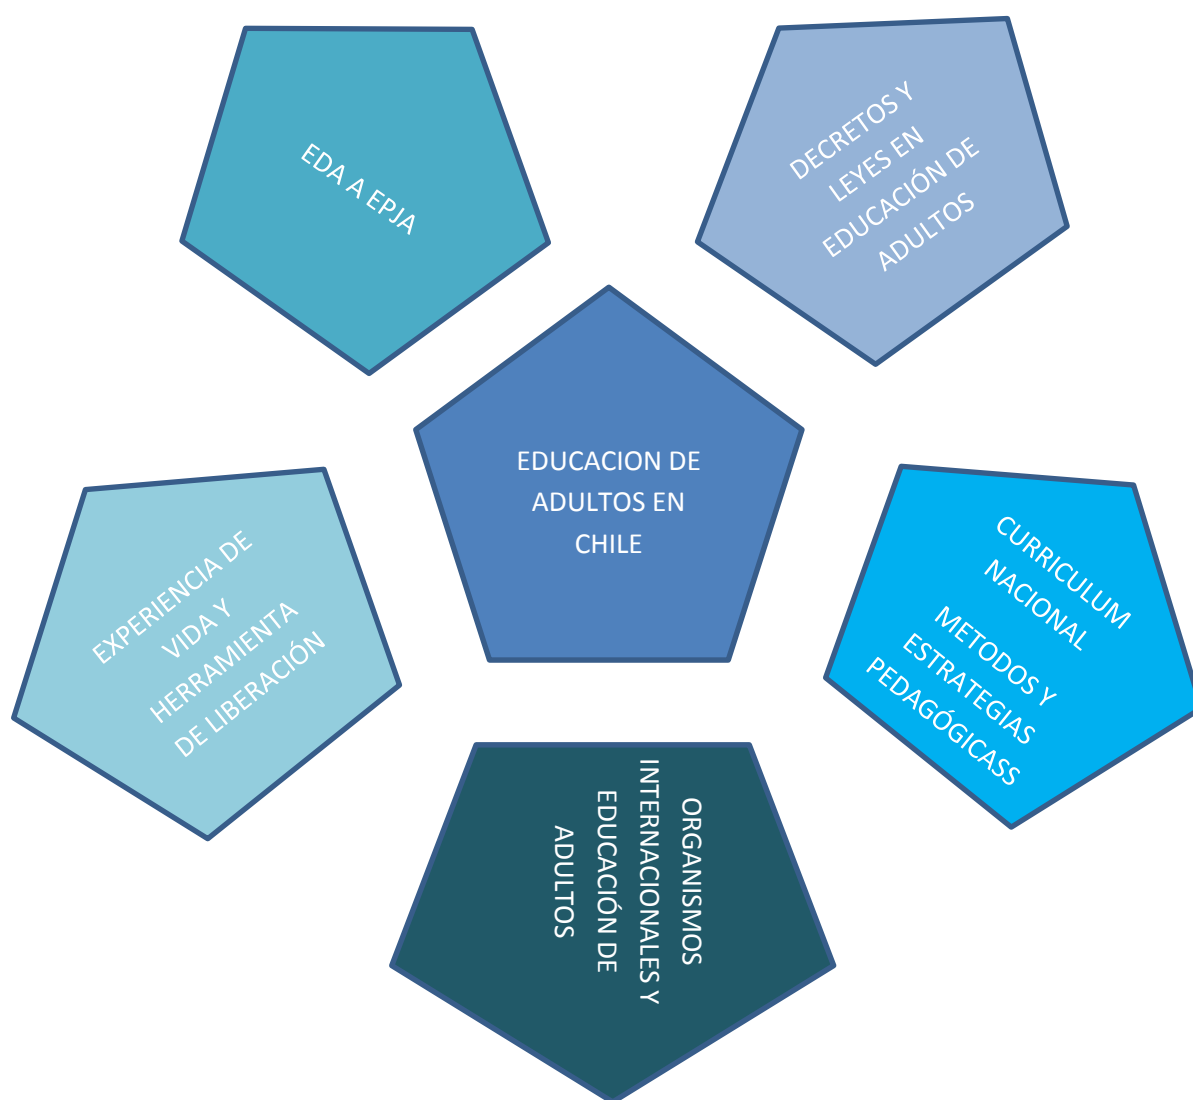 EDA A EPJA
DECRETOS Y
LEYES EN
EDUCACIÓN DE
ADULTOS
EDUCACION DE
ADULTOS EN
CHILE
EXPERIENCIA DE
VIDA Y
HERRAMIENTA
DE LIBERACIÓN
CURRICULUM
NACIONAL
METODOS Y
ESTRATEGIAS
PEDAGÓGICASS
ORGANISMOS
INTERNACIONALES Y
EDUCACIÓN DE
ADULTOS